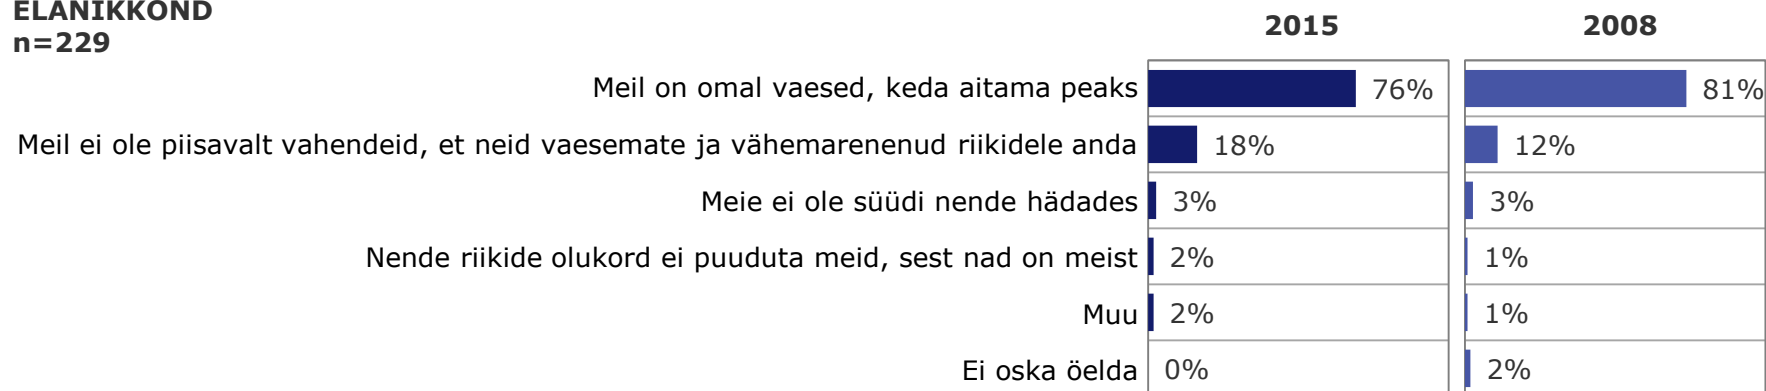 ELANIKKOND
n=229
2015 2008
Meil on omal vaesed, keda aitama peaks 76% 81%
Meil ei ole piisavalt vahendeid, et neid vaesemate ja vähemarenenud riikidele anda 18% 12%
Meie ei ole süüdi nende hädades 3% 3%
Nende riikide olukord ei puuduta meid, sest nad on meist 2% 1%
Muu 2% 1%
Ei oska öelda 0% 2%